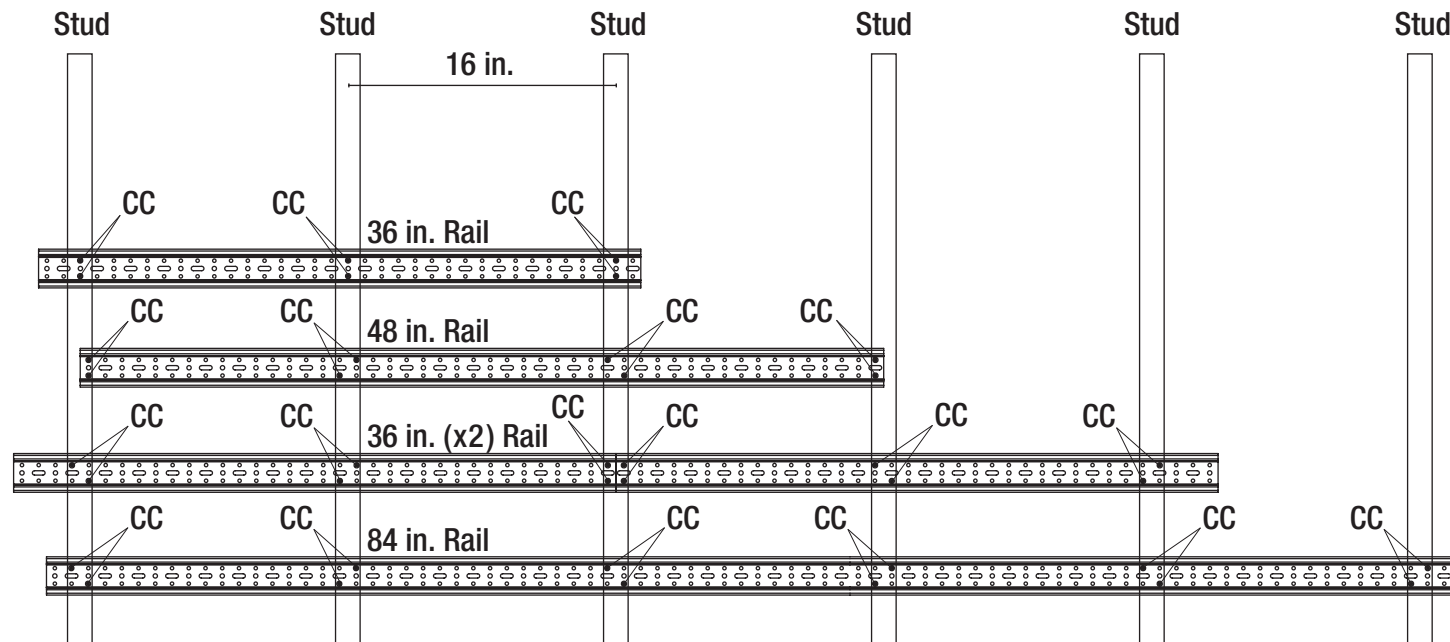 Stud Stud Stud Stud Stud Stud
16 in.
CC CC CC
36 in. Rail
CC CC CC CC
48 in. Rail
CC CC CC CC CC CC
36 in. (x2) Rail
CC CC CC CC CC CC
84 in. Rail